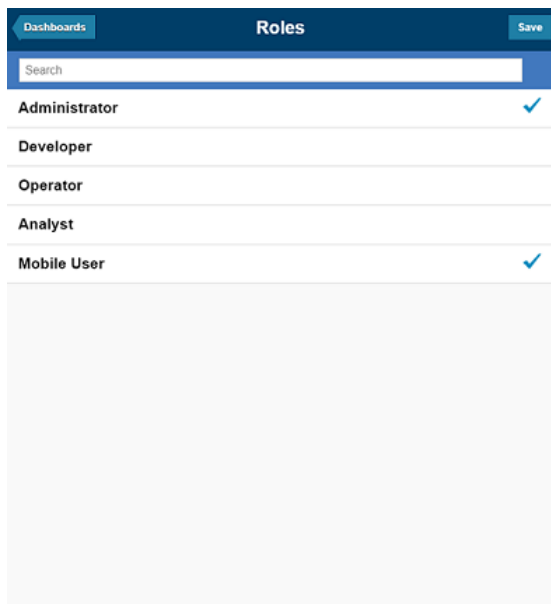 Dashboards Roles Save
Search
Administrator
Developer
Operator
Analyst
Mobile User